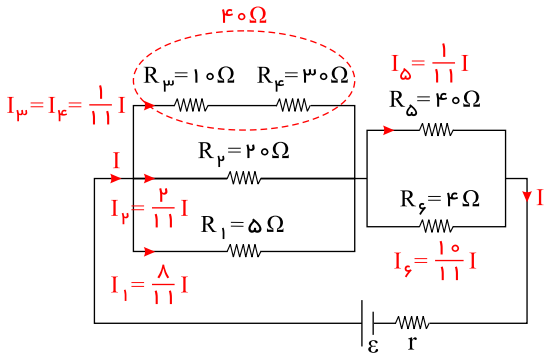 ۴۰Ω
R۳=۱۰Ω R۴=۳۰Ω
I۵=۱/۱۱ I
I۳=I۴=۱/۱۱ I
R۵=۴۰Ω
I
R۲=۲۰Ω
I۲=۲/۱۱ I
R۶=۴Ω
I
R۱=۵Ω
I۶=۱۰/۱۱ I
I۱=۸/۱۱ I
ε r